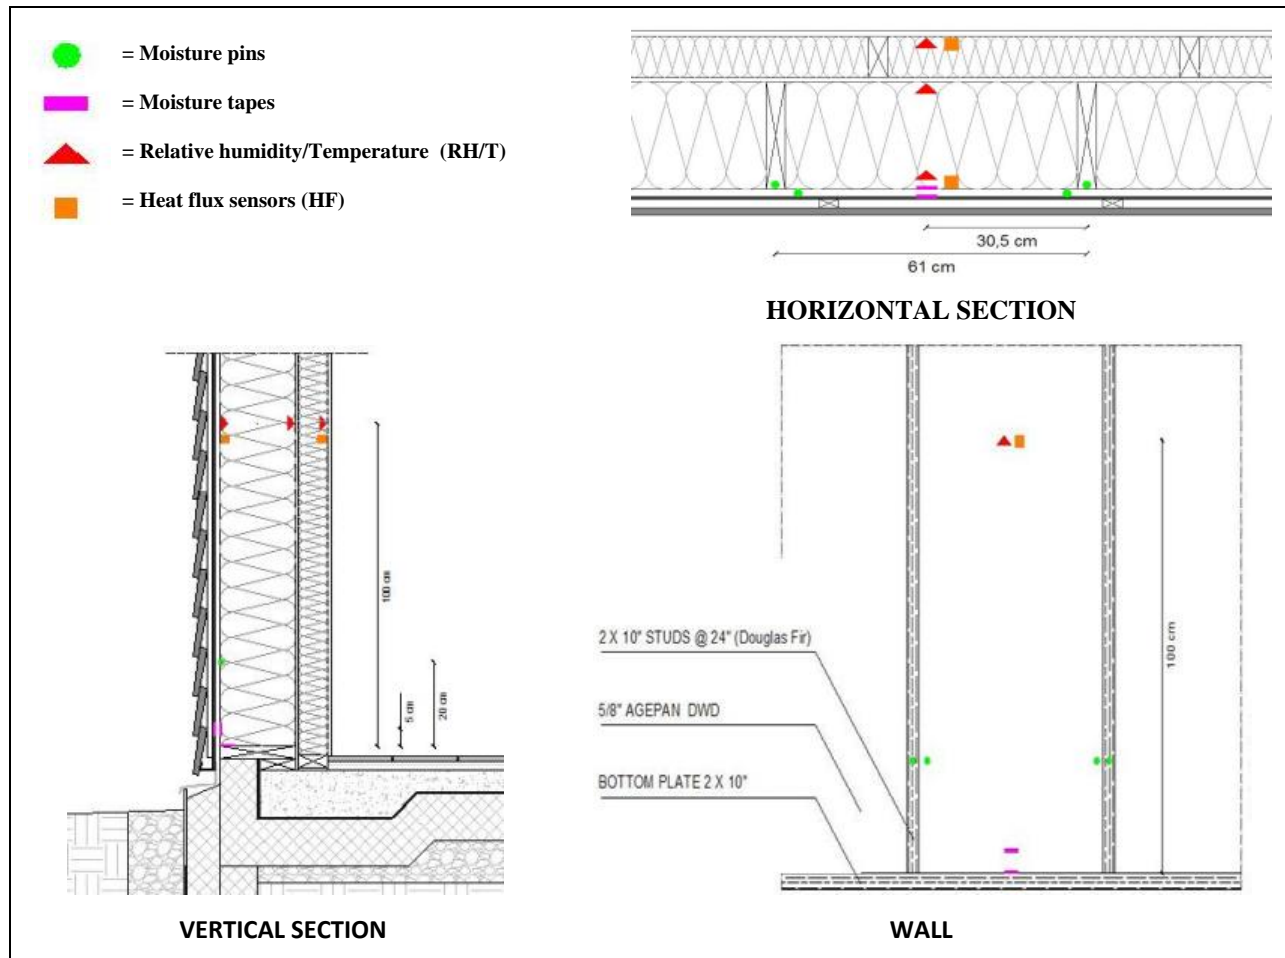 = Moisture pins
= Moisture tapes
= Relative humidity/Temperature (RH/T)
= Heat flux sensors (HF)
30,5 cm
61 cm
HORIZONTAL SECTION
100 cm
5 cm
20 cm
VERTICAL SECTION
2 X 10" STUDS @ 24" (Douglas Fir)
5/8" AGEPAN DWD
BOTTOM PLATE 2 X 10"
100 cm
WALL